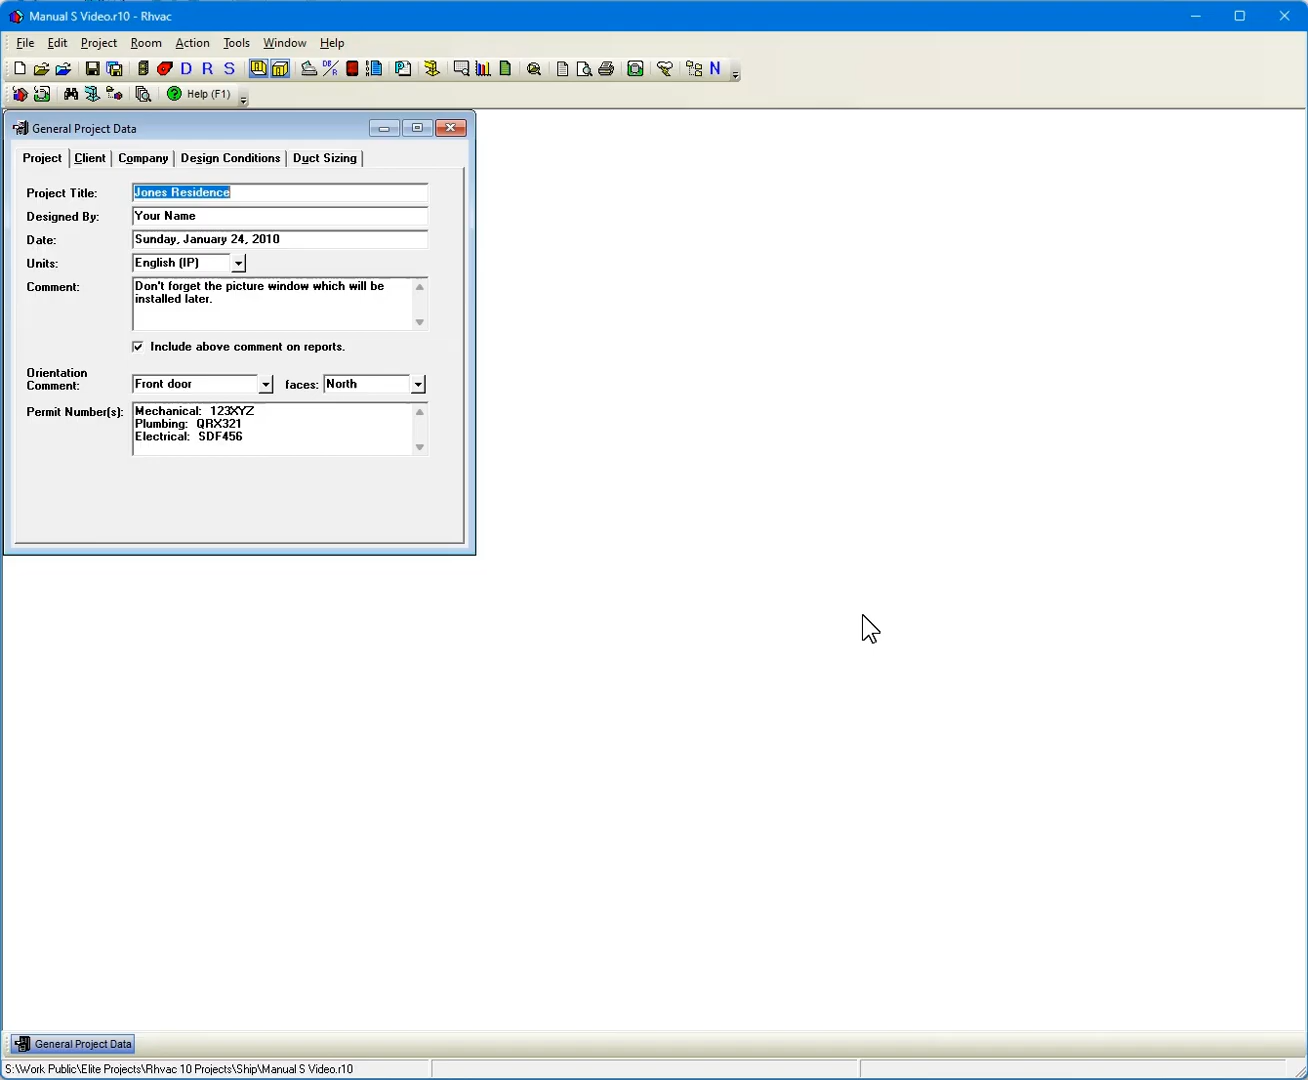 Manual S Video.r10 - Rhvac
File Edit Project Room Action Tools Window Help
D R DB/R N S
Help (F1)
General Project Data
Project Client Company Design Conditions Duct Sizing
Project Title: Jones Residence
Designed By: Your Name
Date: Sunday, January 24, 2010
Units: English (IP)
Comment: Don't forget the picture window which will be
installed later.
Include above comment on reports.
Orientation
Comment: Front door faces: North
Permit Number(s): Mechanical: 123XYZ
Plumbing: QRX321
Electrical: SDF456
General Project Data
S:\Work Public\Elite Projects\Rhvac 10 Projects\Ship\Manual S Video.r10